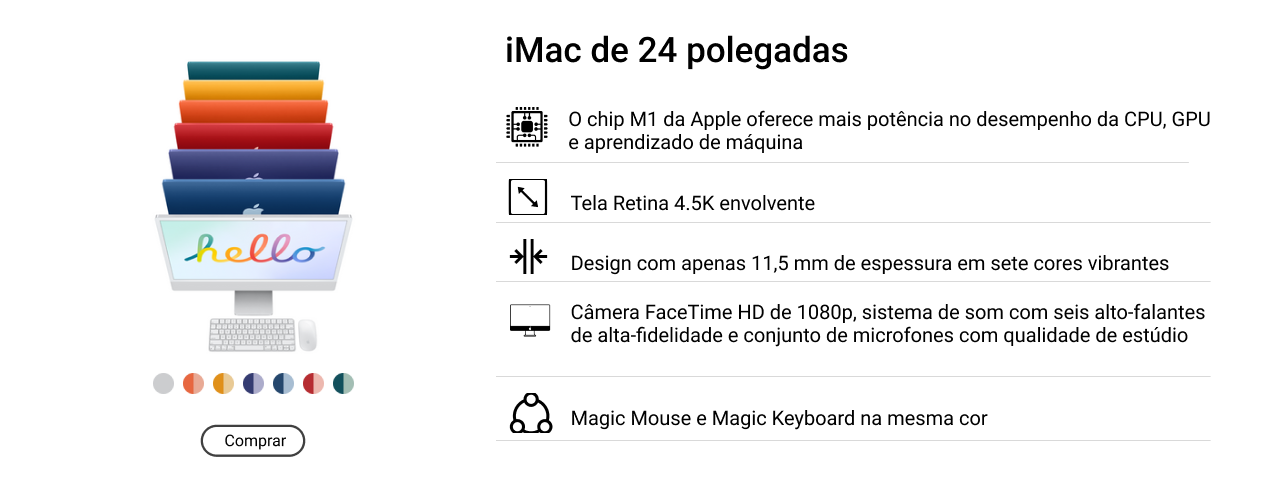 iMac de 24 polegadas
O chip M1 da Apple oferece mais potência no desempenho da CPU, GPU
e aprendizado de máquina
Tela Retina 4.5K envolvente
Design com apenas 11,5 mm de espessura em sete cores vibrantes
Câmera FaceTime HD de 1080p, sistema de som com seis alto-falantes
de alta-fidelidade e conjunto de microfones com qualidade de estúdio
Magic Mouse e Magic Keyboard na mesma cor
hello
Comprar